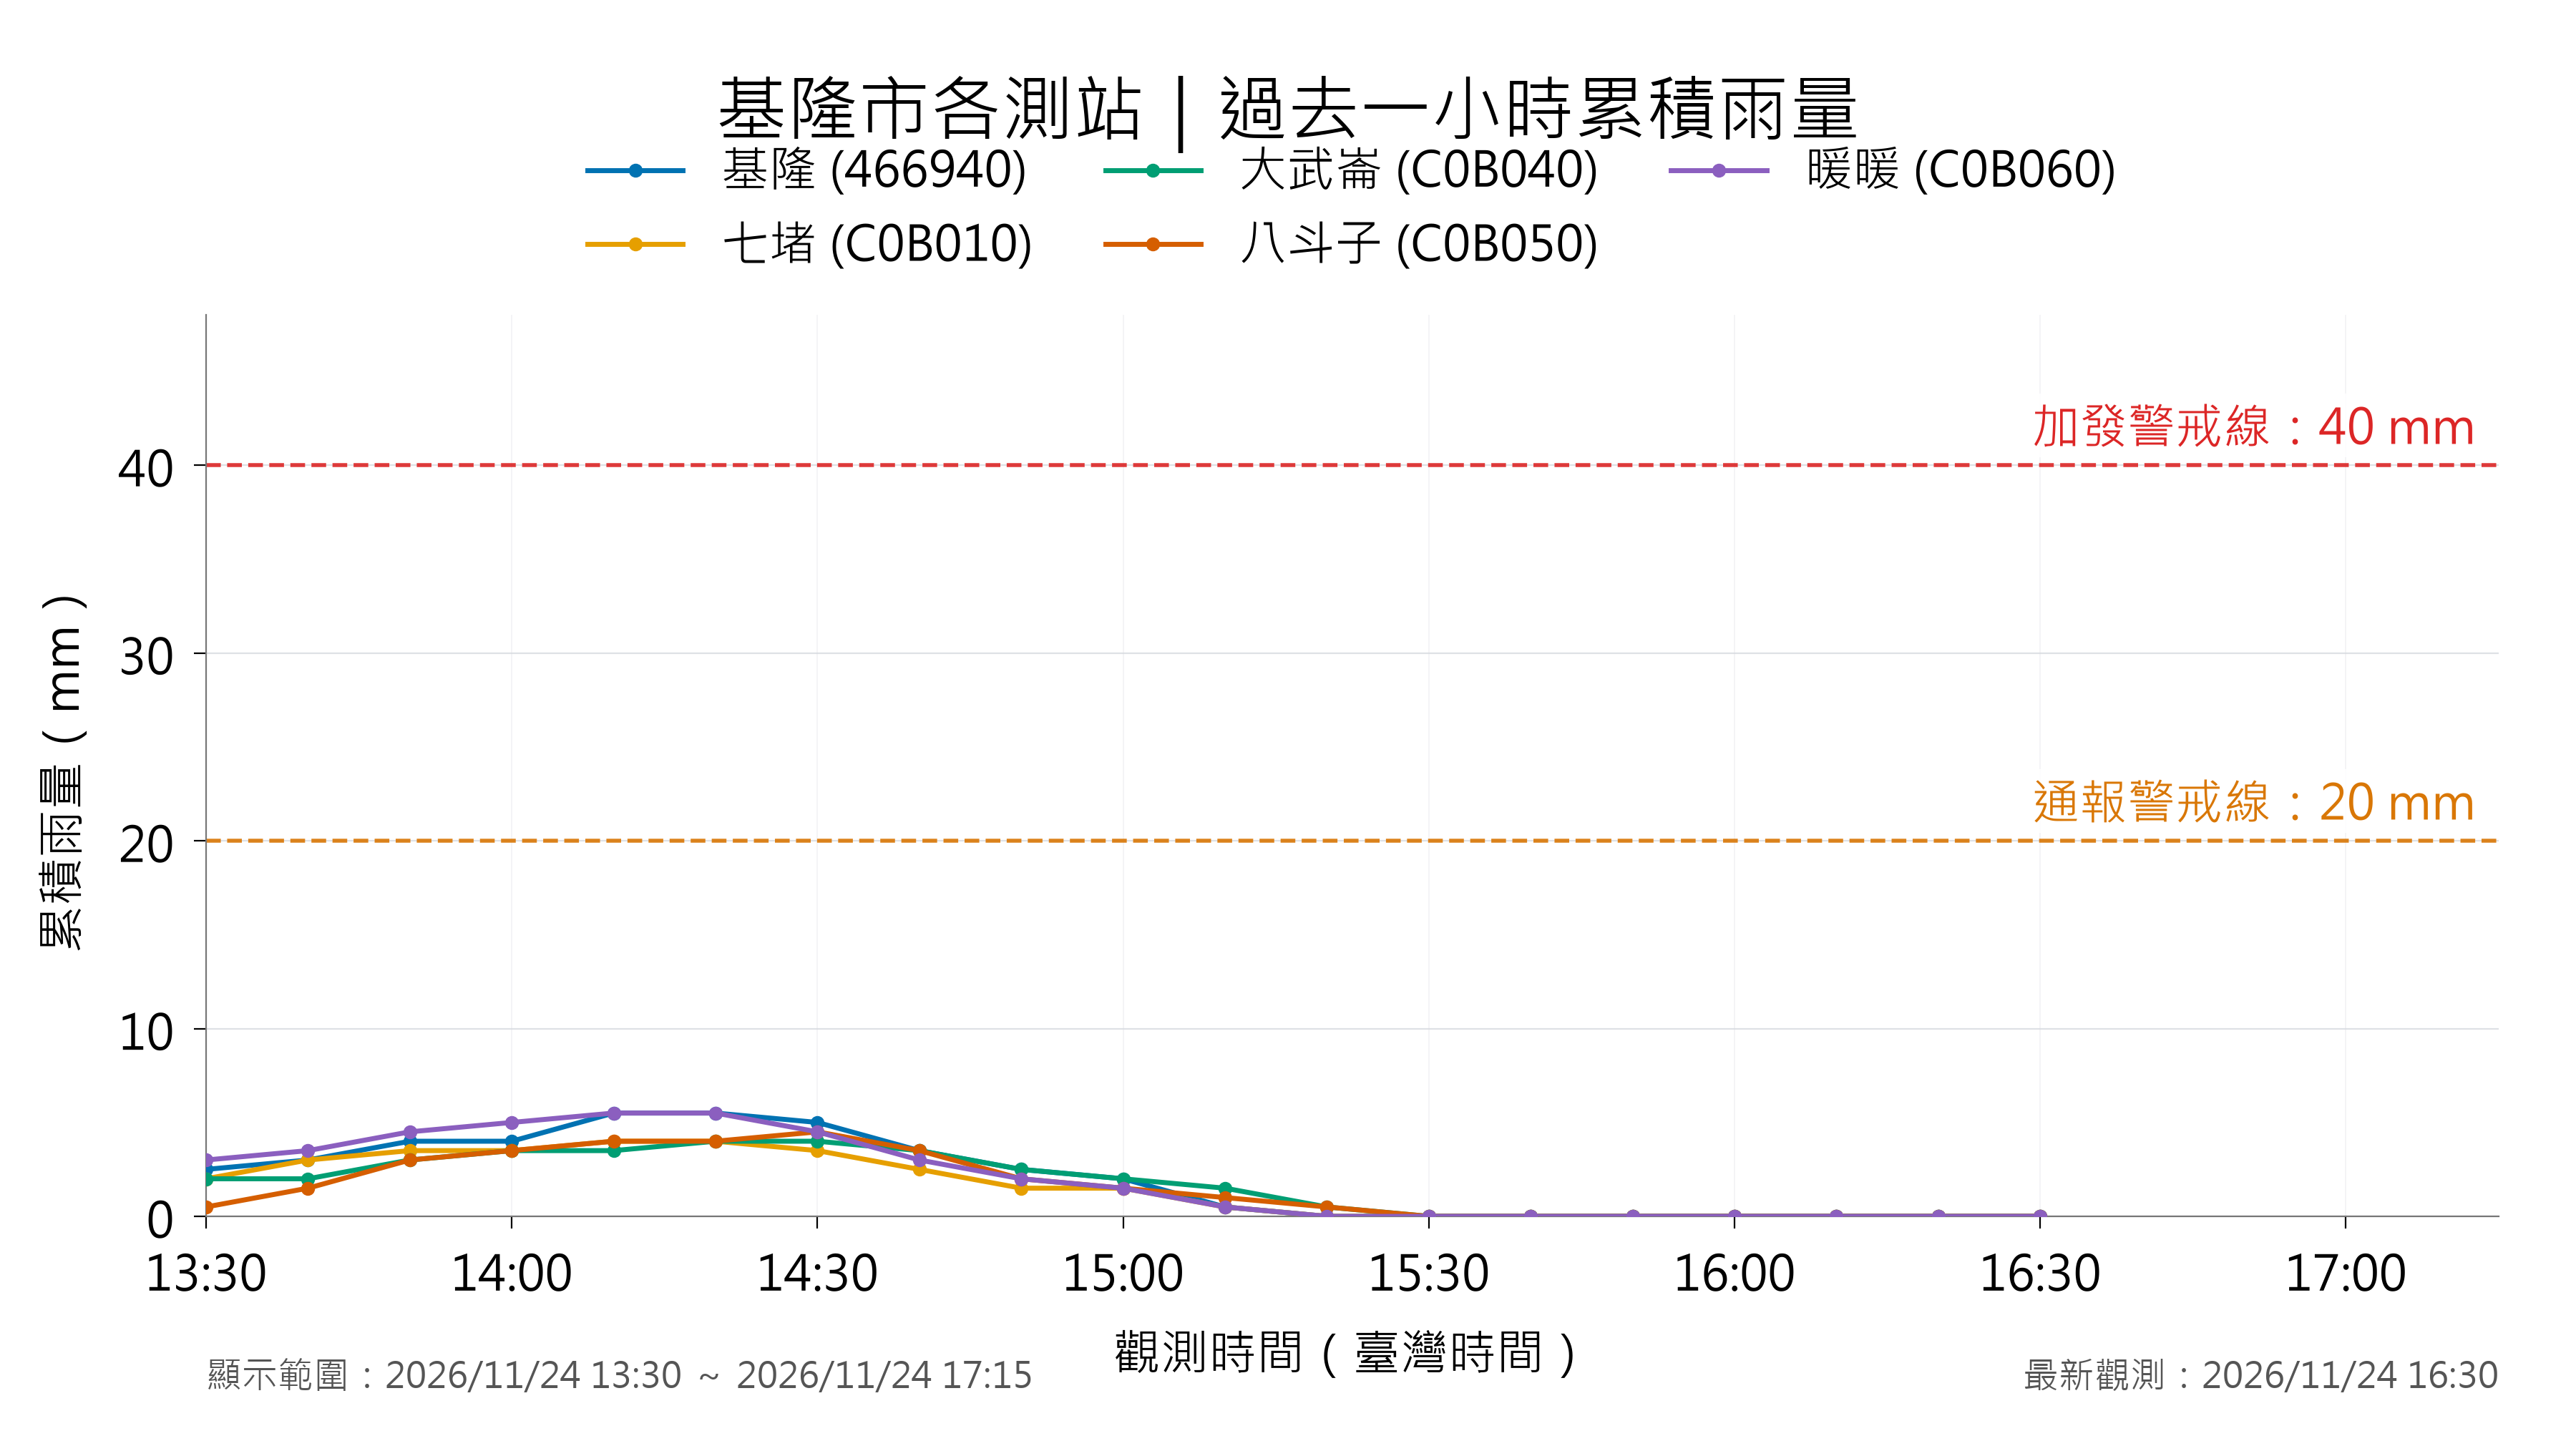 基隆市各測站｜過去一小時累積雨量
基隆 (466940)
大武崙 (C0B040)
暖暖 (C0B060)
七堵 (C0B010)
八斗子 (C0B050)
加發警戒線：40 mm
通報警戒線：20 mm
累積雨量（mm）
40
30
20
10
0
13:30
14:00
14:30
15:00
15:30
16:00
16:30
17:00
觀測時間（臺灣時間）
顯示範圍：2026/11/24 13:30 ~ 2026/11/24 17:15
最新觀測：2026/11/24 16:30